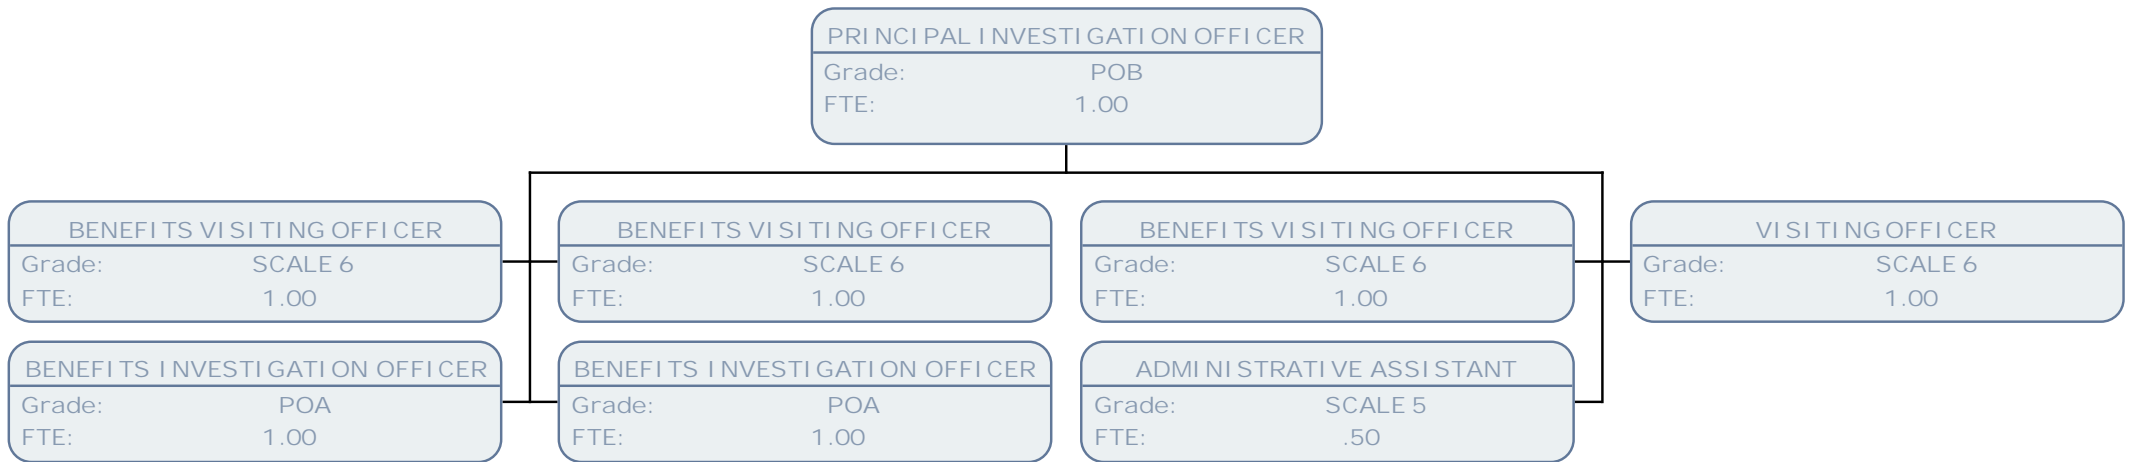 PRINCIPAL INVESTIGATION OFFICER
Grade: POB
FTE: 1.00
BENEFITS VISITING OFFICER
Grade: SCALE 6
FTE: 1.00
BENEFITS VISITING OFFICER
Grade: SCALE 6
FTE: 1.00
BENEFITS VISITING OFFICER
Grade: SCALE 6
FTE: 1.00
VISITING OFFICER
Grade: SCALE 6
FTE: 1.00
BENEFITS INVESTIGATION OFFICER
Grade: POA
FTE: 1.00
BENEFITS INVESTIGATION OFFICER
Grade: POA
FTE: 1.00
ADMINISTRATIVE ASSISTANT
Grade: SCALE 5
FTE: .50